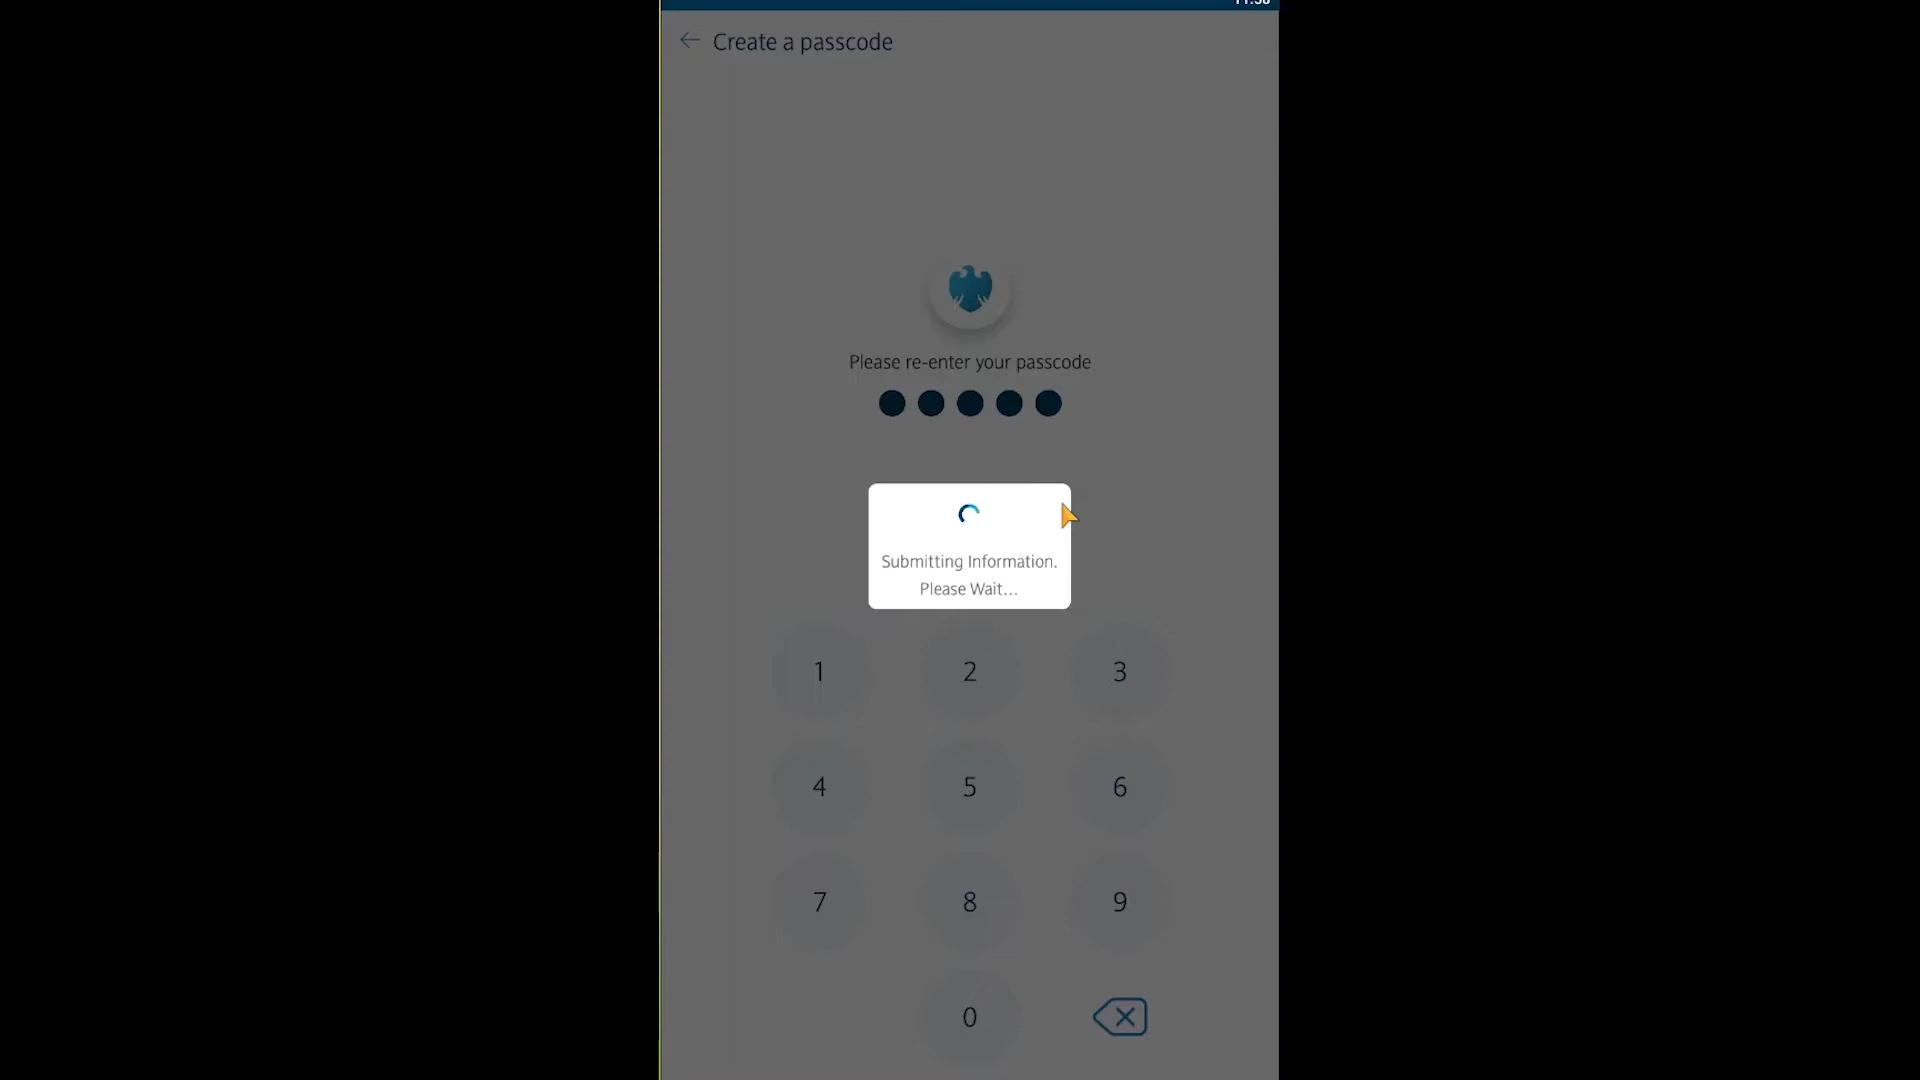 Create a passcode
Please re-enter your passcode
Submitting Information.
Please Wait...
1 2 3
4 5 6
7 8 9
0